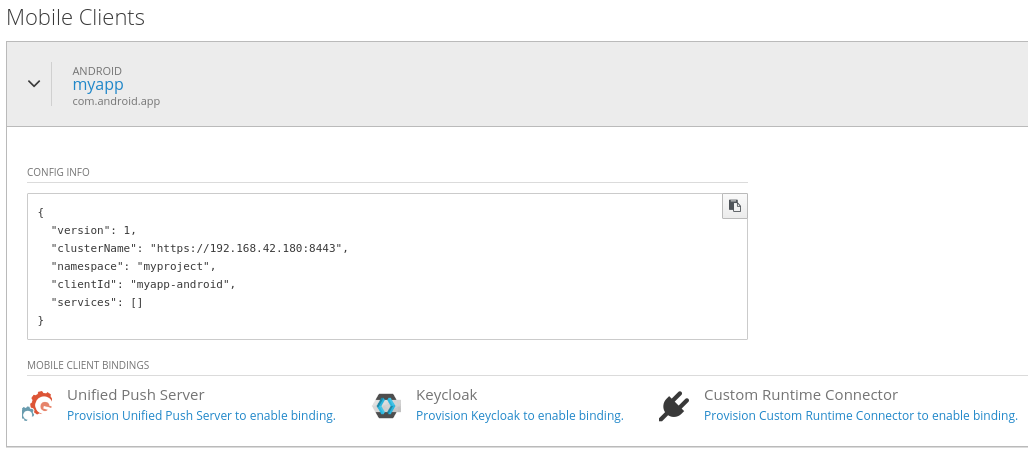 Mobile Clients
ANDROID
myapp
com.android.app
CONFIG INFO
{
  "version": 1,
  "clusterName": "https://192.168.42.180:8443",
  "namespace": "myproject",
  "clientId": "myapp-android",
  "services": []
}
MOBILE CLIENT BINDINGS
Unified Push Server
Provision Unified Push Server to enable binding.
Keycloak
Provision Keycloak to enable binding.
Custom Runtime Connector
Provision Custom Runtime Connector to enable binding.